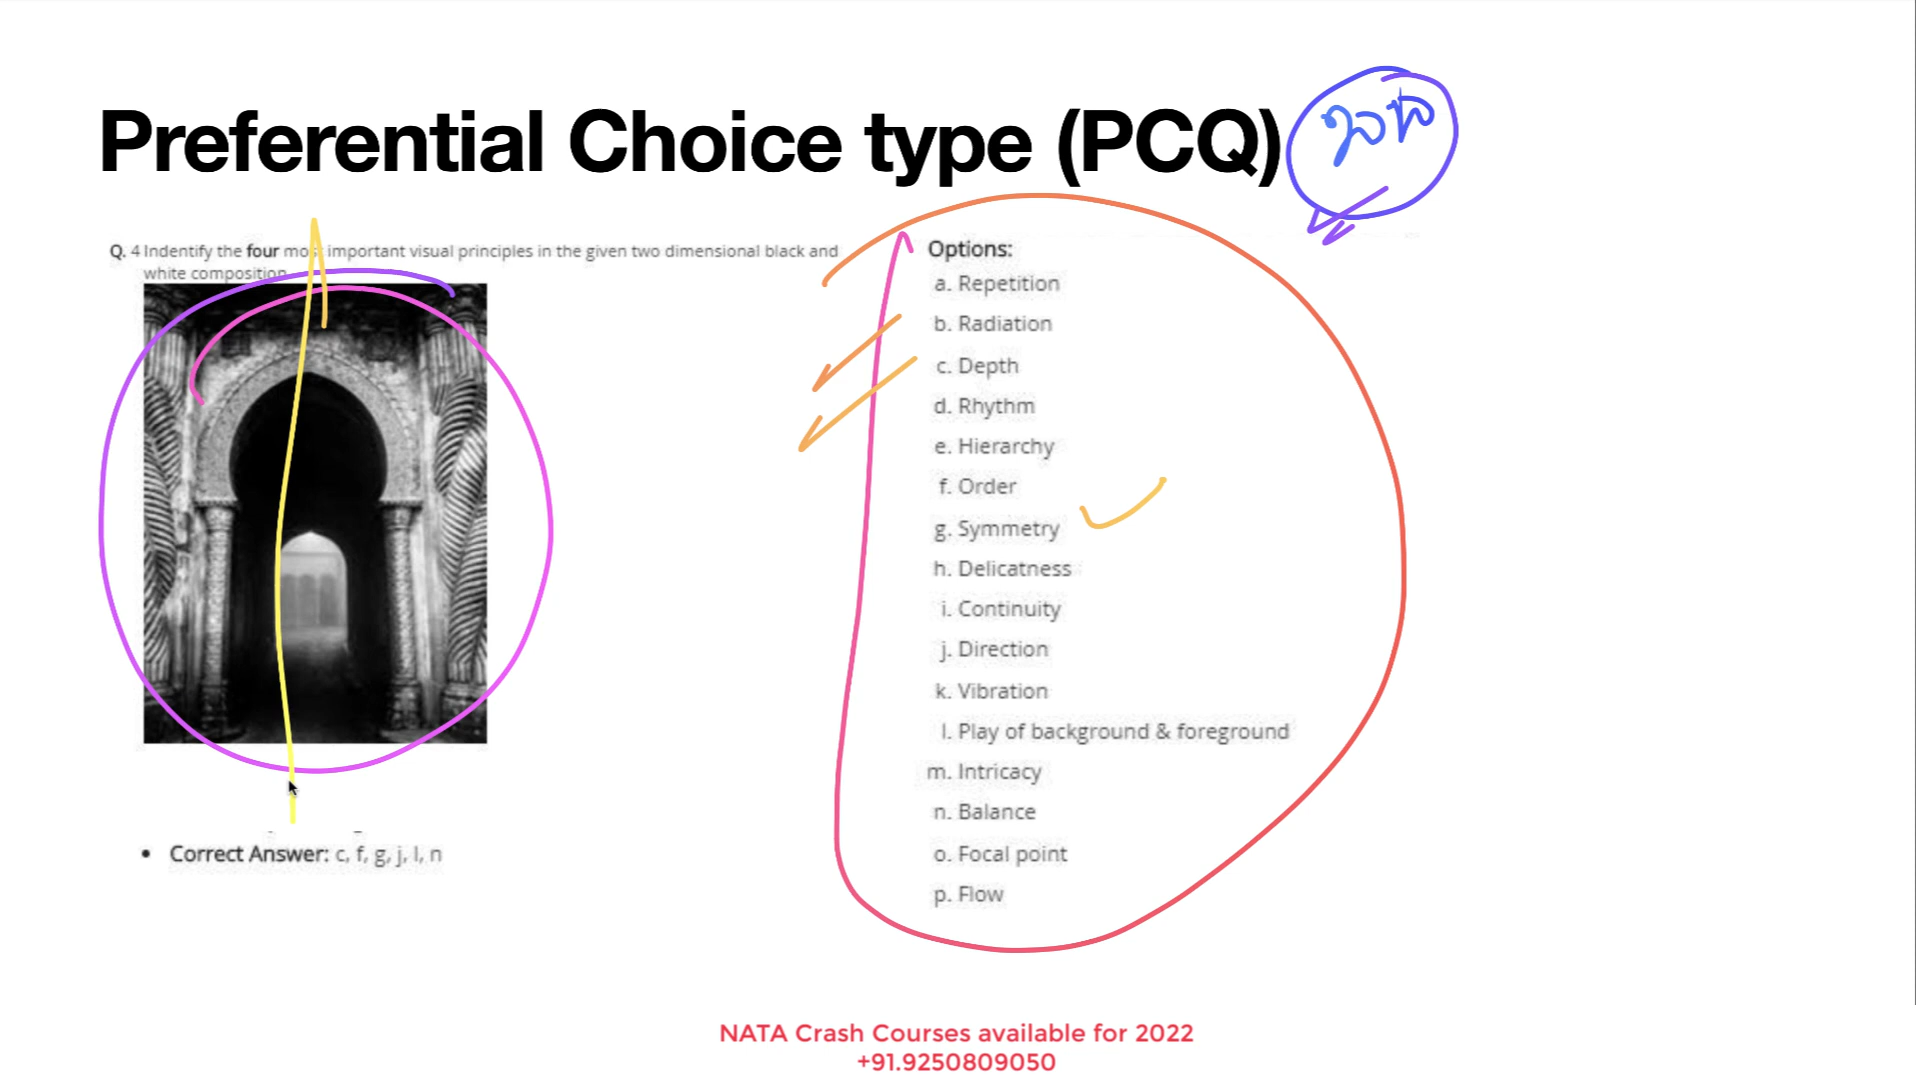 Preferential Choice type (PCQ)
Q. 4 Indentify the four most important visual principles in the given two dimensional black and
white composition
Options:
a. Repetition
b. Radiation
c. Depth
d. Rhythm
e. Hierarchy
f. Order
g. Symmetry
h. Delicatness
i. Continuity
j. Direction
k. Vibration
l. Play of background & foreground
m. Intricacy
n. Balance
o. Focal point
p. Flow
• Correct Answer: c, f, g, j, l, n
NATA Crash Courses available for 2022
+91.9250809050